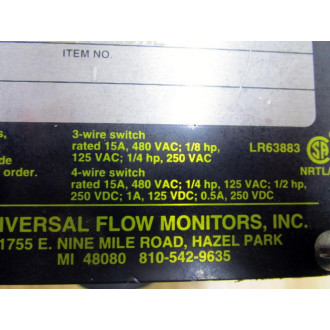 ITEM NO.
3-wire switch
rated 15A, 480 VAC; 1/8 hp,
125 VAC; 1/4 hp, 250 VAC
LR63883
NRTL
de
order.
4-wire switch
rated 15A, 480 VAC; 1/4 hp, 125 VAC; 1/2 hp,
250 VDC; 1A, 125 VDC; 0.5A, 250 VDC
IVERSAL FLOW MONITORS, INC.
1755 E. NINE MILE ROAD, HAZEL PARK
MI 48080 810-542-9635